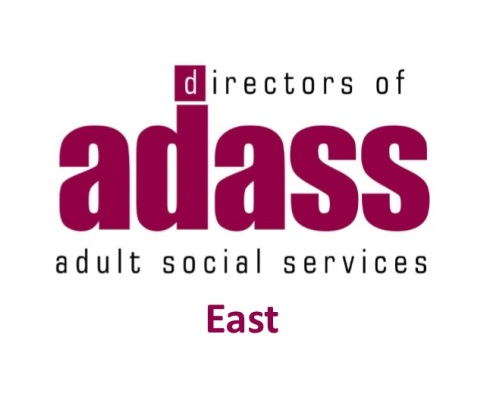 directors of
adass
adult social services
East